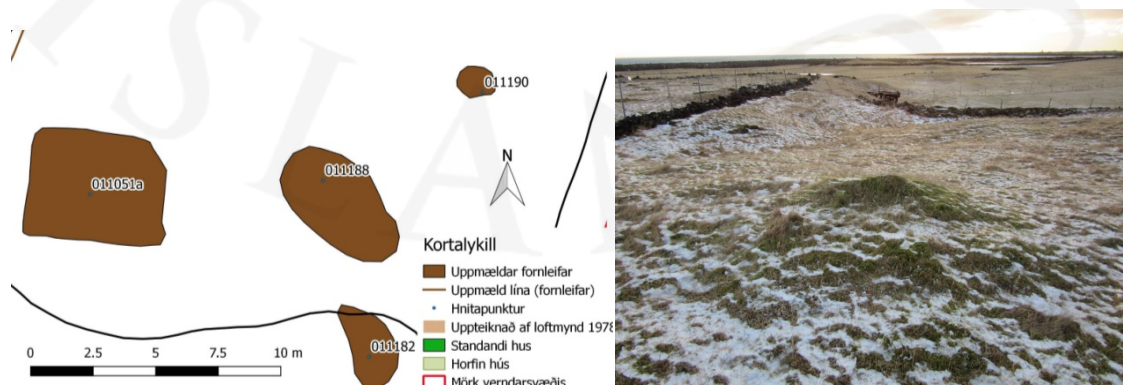 011190
011188
011051a
N
Kortalykill
Uppmældar fornleifar
Uppmæld lína (fornleifar)
Hnitapunktur
Uppteiknað af loftmynd 1978
Standandi hus
Horfin hús
Mörk verndarsvæðis
011182
0 2.5 5 7.5 10 m